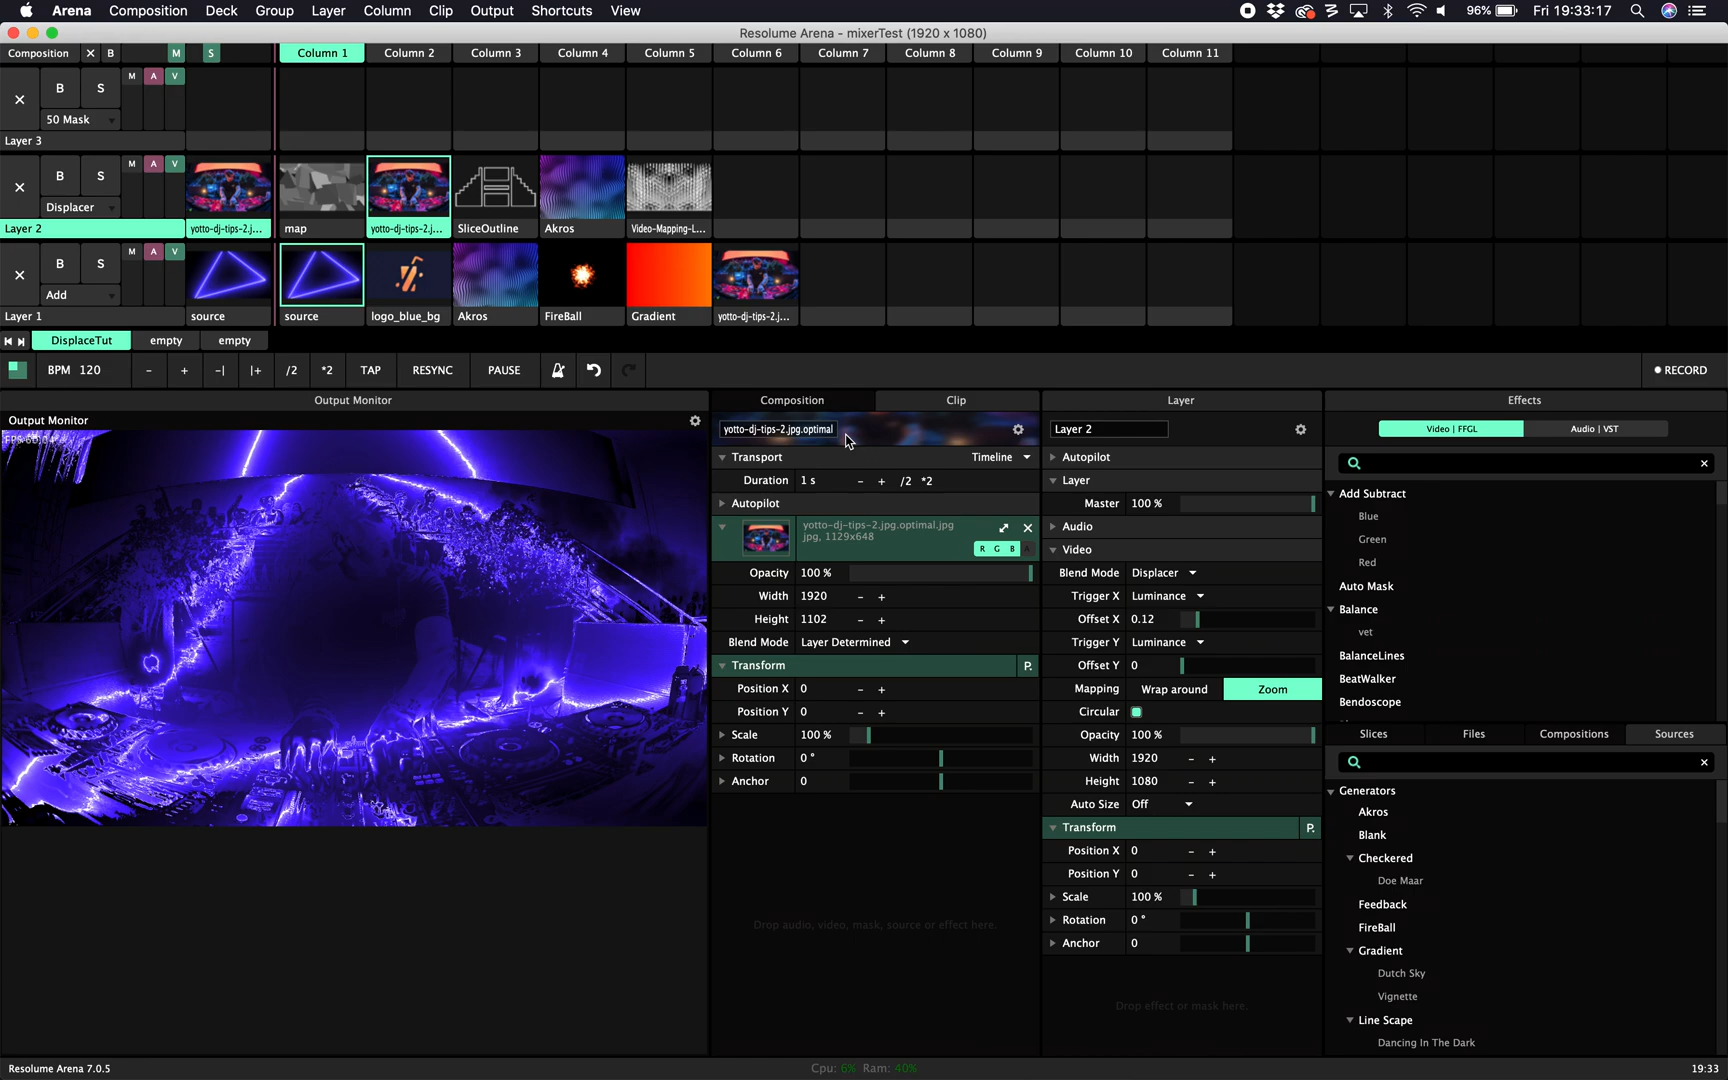 Arena Composition Deck Group Layer Column Clip Output Shortcuts View 96% Fri 19:33:17
Resolume Arena - mixerTest (1920 x 1080)
Composition X B M S Column 1 Column 2 Column 3 Column 4 Column 5 Column 6 Column 7 Column 8 Column 9 Column 10 Column 11
B S M A V
50 Mask
Layer 3
B S M A V
Displacer
Layer 2 yotto-dj-tips-2.j... map yotto-dj-tips-2.j... SliceOutline Akros Video-Mapping-L...
B S M A V
Add
Layer 1 source source logo_blue_bg Akros FireBall Gradient yotto-dj-tips-2.j...
DisplaceTut empty empty
BPM 120 - + -| |+ /2 *2 TAP RESYNC PAUSE RECORD
Output Monitor
Output Monitor
Composition Clip
yotto-dj-tips-2.jpg.optimal
Transport Timeline
Duration 1 s - + /2 *2
Autopilot
yotto-dj-tips-2.jpg.optimal.jpg
jpg, 1129x648
R G B A
Opacity 100 %
Width 1920 - +
Height 1102 - +
Blend Mode Layer Determined
Transform P.
Position X 0 - +
Position Y 0 - +
Scale 100 %
Rotation 0 °
Anchor 0
Drop audio, video, mask, source or effect here.
Layer
Layer 2
Autopilot
Layer
Master 100 %
Audio
Video
Blend Mode Displacer
Trigger X Luminance
Offset X 0.12
Trigger Y Luminance
Offset Y 0
Mapping Wrap around Zoom
Circular
Opacity 100 %
Width 1920 - +
Height 1080 - +
Auto Size Off
Transform P.
Position X 0 - +
Position Y 0 - +
Scale 100 %
Rotation 0 °
Anchor 0
Drop effect or mask here.
Effects
Video | FFGL Audio | VST
Add Subtract
Blue
Green
Red
Auto Mask
Balance
vet
BalanceLines
BeatWalker
Bendoscope
Slices Files Compositions Sources
Generators
Akros
Blank
Checkered
Doe Maar
Feedback
FireBall
Gradient
Dutch Sky
Vignette
Line Scape
Dancing In The Dark
Resolume Arena 7.0.5 Cpu: 6% Ram: 40% 19:33